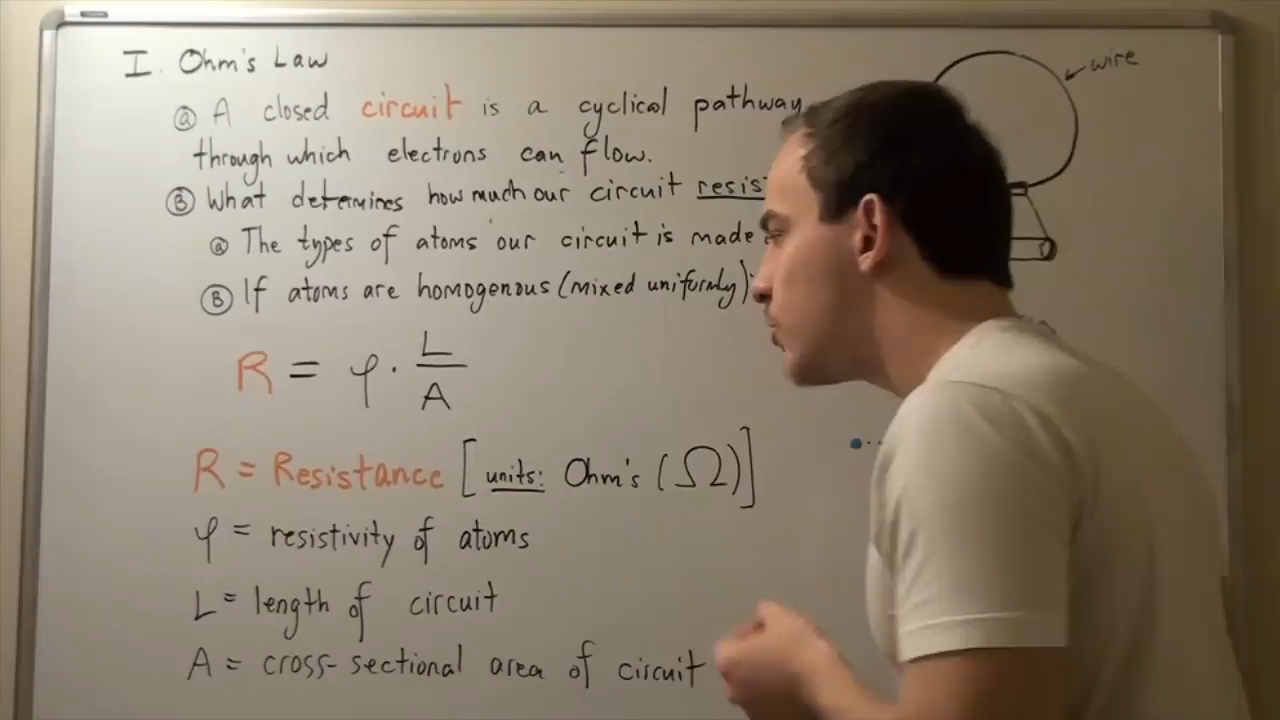 I. Ohm's Law
wire
ⓐ A closed circuit is a cyclical pathway
through which electrons can flow.
Ⓑ What determines how much our circuit resis
ⓐ The types of atoms our circuit is made
Ⓑ If atoms are homogenous (mixed uniformly)
R = φ · L/A
R = Resistance [units: Ohm's (Ω)]
φ = resistivity of atoms
L = length of circuit
A = cross-sectional area of circuit